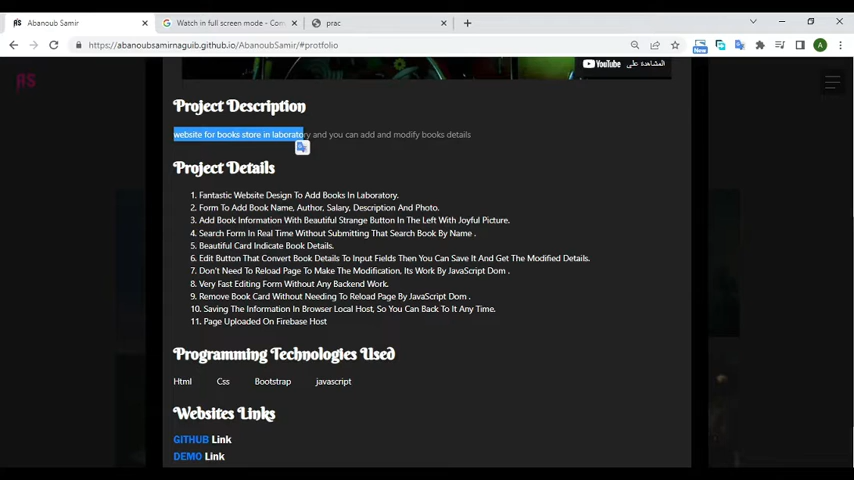 Abanoub Samir
Watch in full screen mode - Com
prac
https://abanoubsamirnaguib.github.io/AbanoubSamir/#protfolio
New
A
AS
YouTube المشاهدة على
Project Description
website for books store in laboratory and you can add and modify books details
Project Details
1. Fantastic Website Design To Add Books In Laboratory.
2. Form To Add Book Name, Author, Salary, Description And Photo.
3. Add Book Information With Beautiful Strange Button In The Left With Joyful Picture.
4. Search Form In Real Time Without Submitting That Search Book By Name .
5. Beautiful Card Indicate Book Details.
6. Edit Button That Convert Book Details To Input Fields Then You Can Save It And Get The Modified Details.
7. Don't Need To Reload Page To Make The Modification, Its Work By JavaScript Dom .
8. Very Fast Editing Form Without Any Backend Work.
9. Remove Book Card Without Needing To Reload Page By JavaScript Dom .
10. Saving The Information In Browser Local Host, So You Can Back To It Any Time.
11. Page Uploaded On Firebase Host
Programming Technologies Used
Html Css Bootstrap javascript
Websites Links
GITHUB Link
DEMO Link